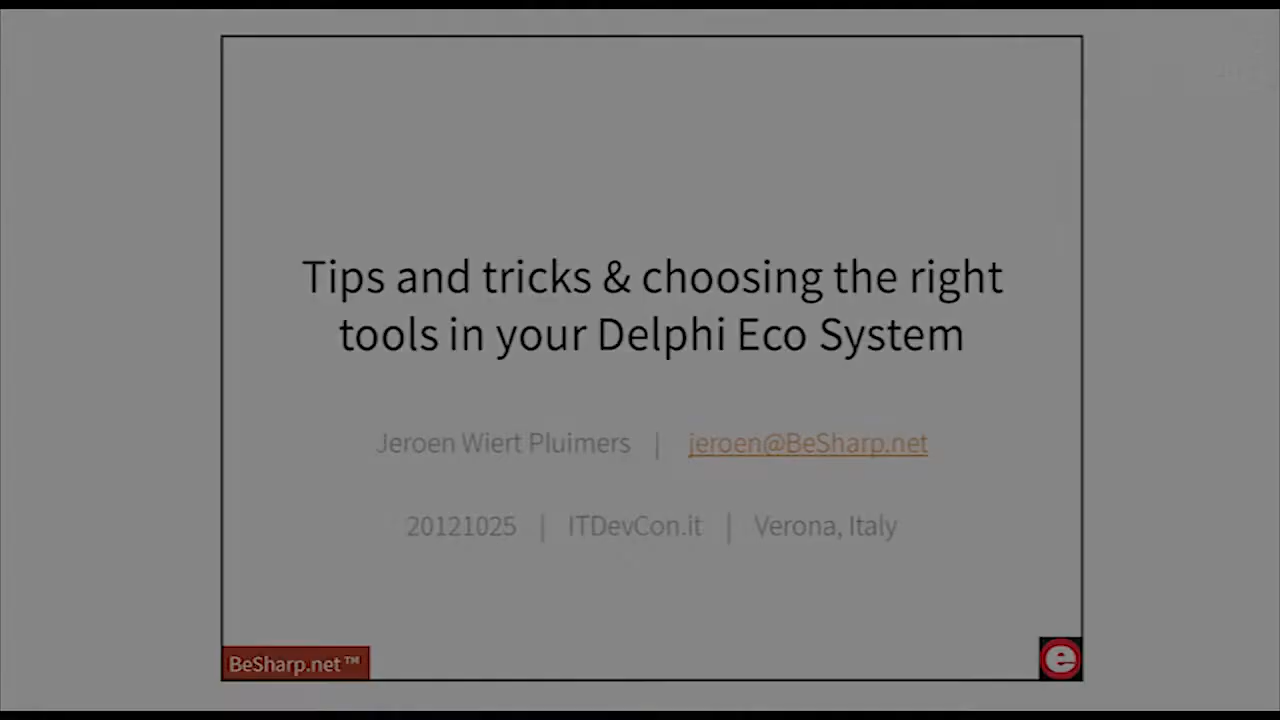 Tips and tricks & choosing the right
tools in your Delphi Eco System
Jeroen Wiert Pluimers | jeroen@BeSharp.net
20121025 | ITDevCon.it | Verona, Italy
BeSharp.net™
e